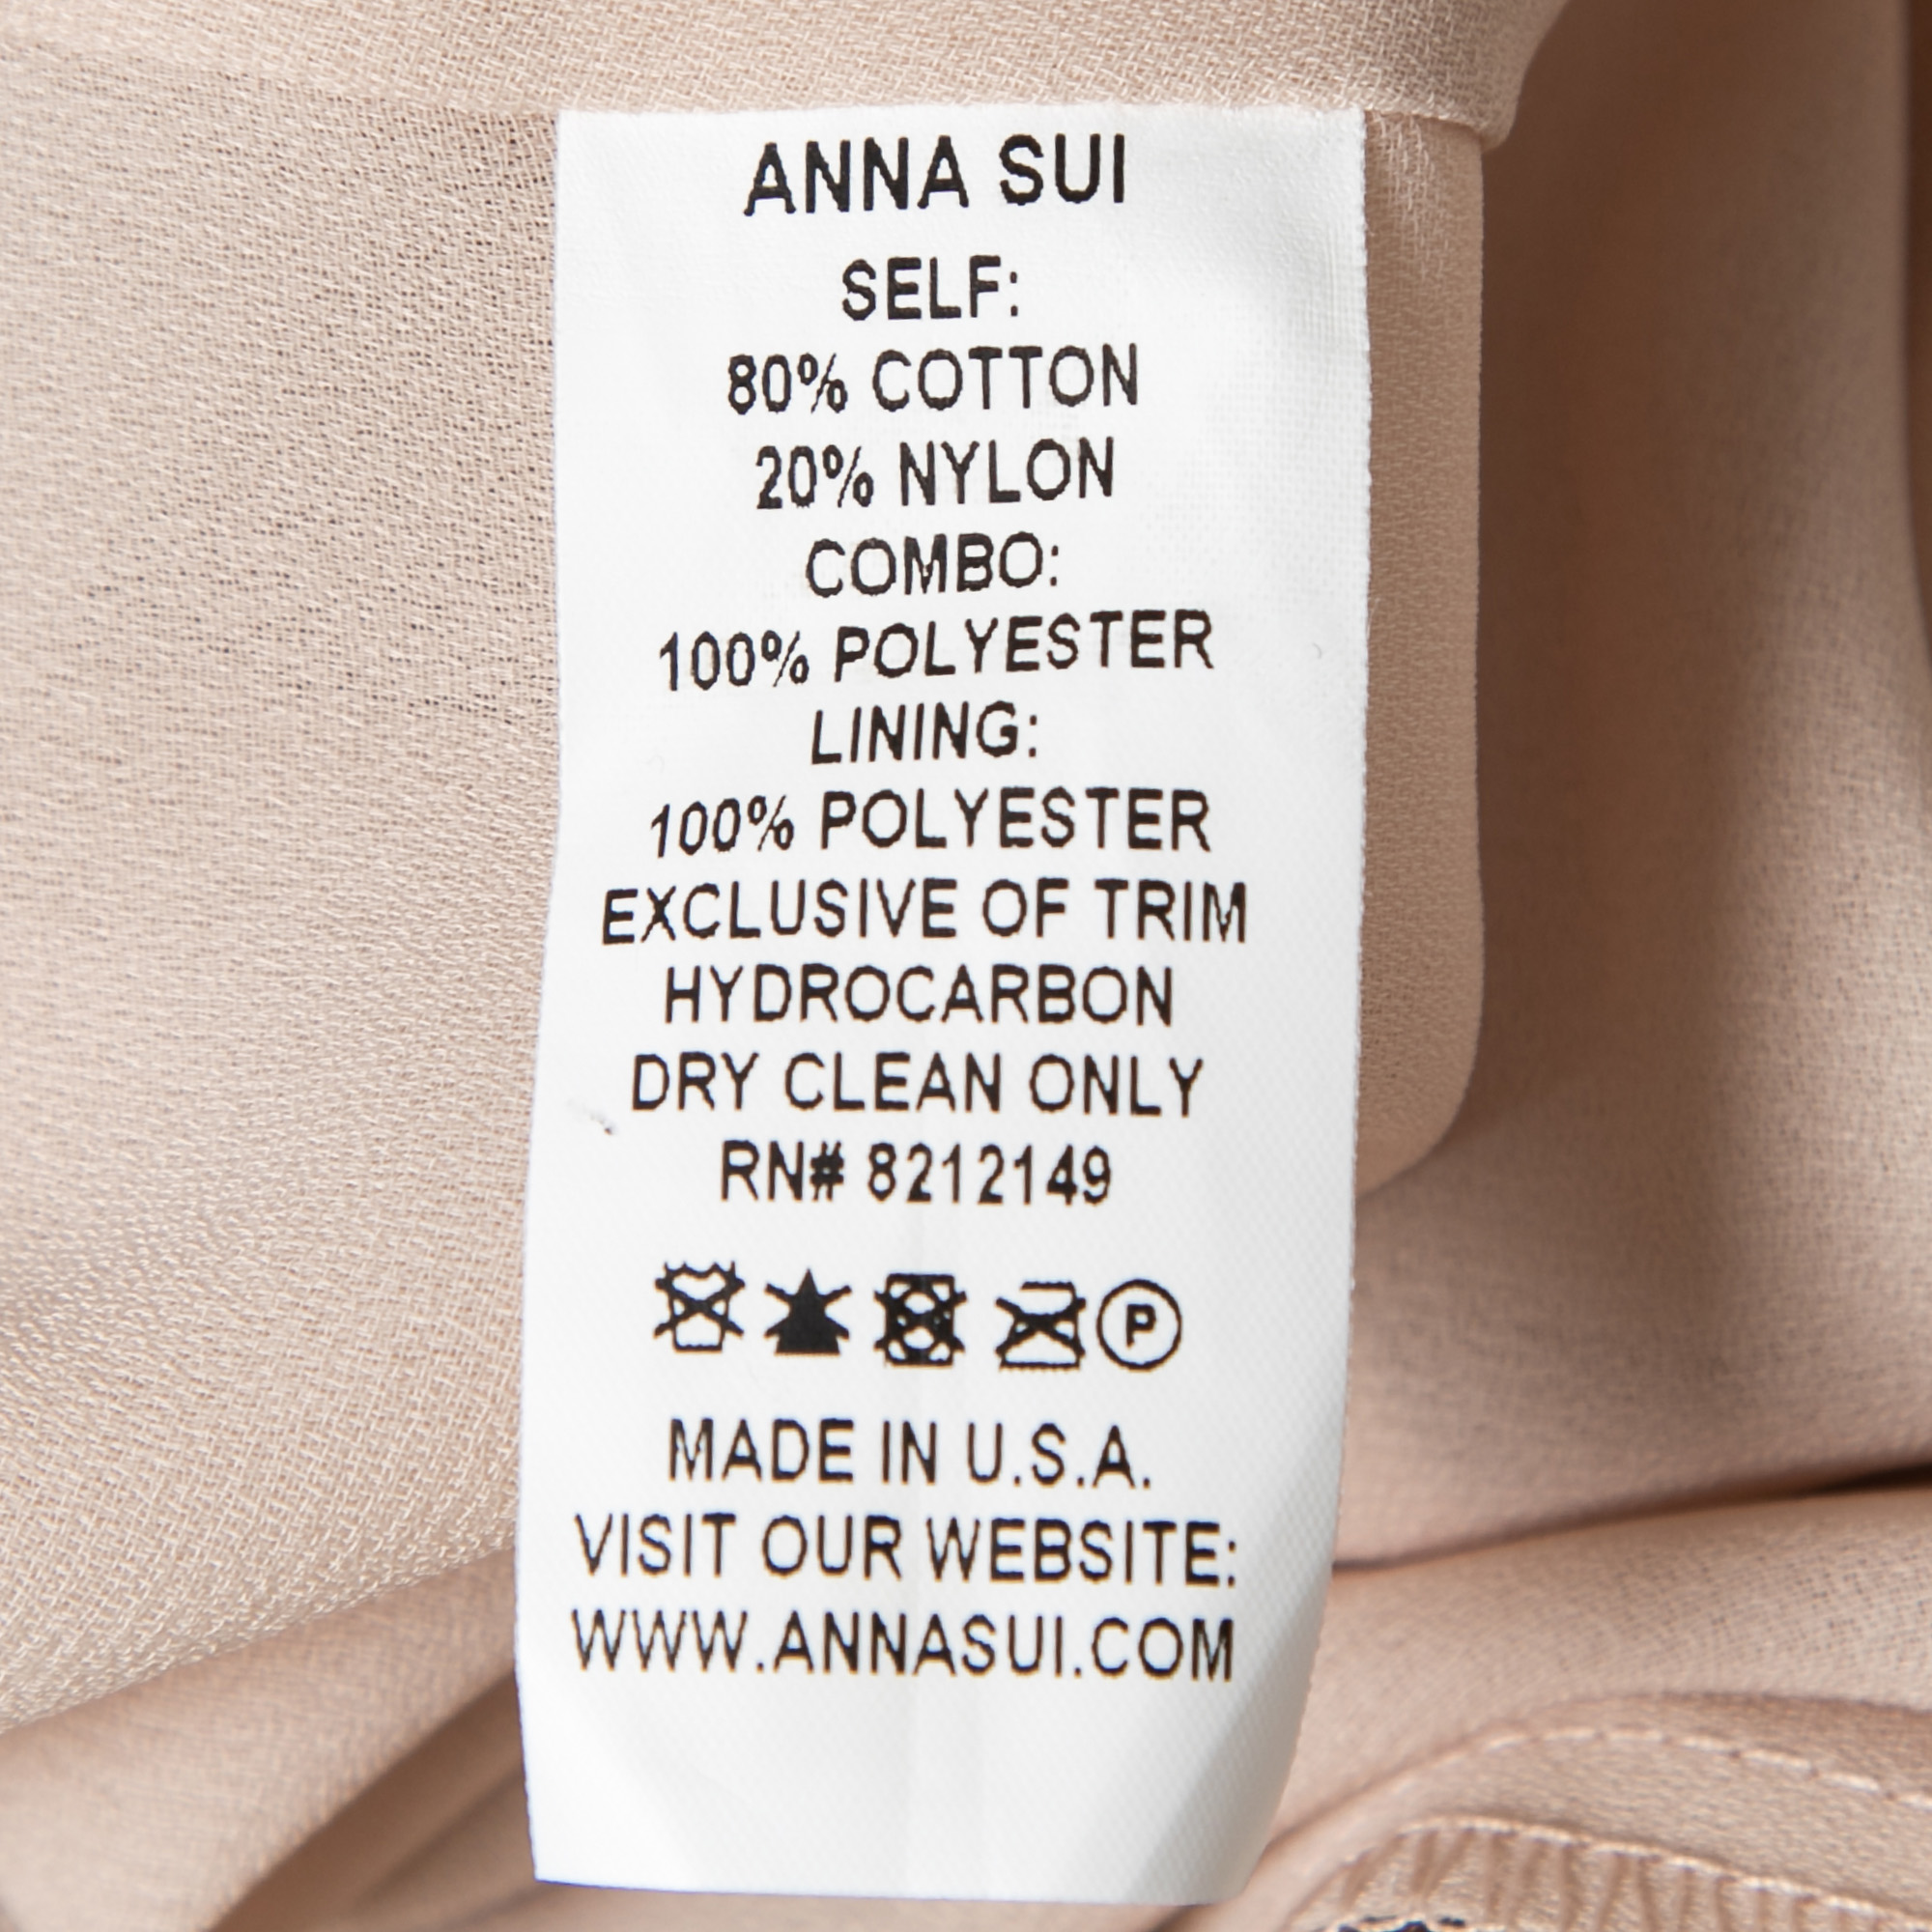 ANNA SUI
SELF:
80% COTTON
20% NYLON
COMBO:
100% POLYESTER
LINING:
100% POLYESTER
EXCLUSIVE OF TRIM
HYDROCARBON
DRY CLEAN ONLY
RN# 8212149
P
MADE IN U.S.A.
VISIT OUR WEBSITE:
WWW.ANNASUI.COM